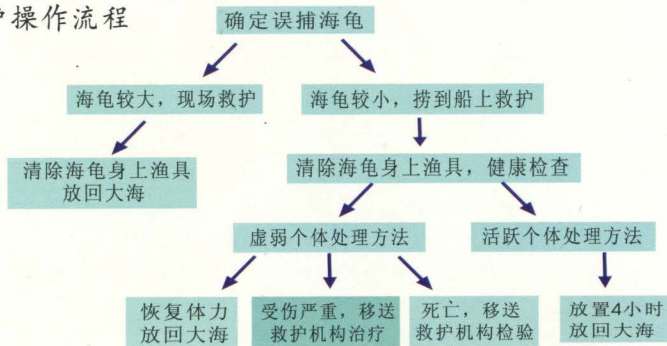 操作流程
确定误捕海龟
海龟较大，现场救护
海龟较小，捞到船上救护
清除海龟身上渔具
放回大海
清除海龟身上渔具，健康检查
虚弱个体处理方法
活跃个体处理方法
恢复体力
放回大海
受伤严重，移送
救护机构治疗
死亡，移送
救护机构检验
放置4小时
放回大海